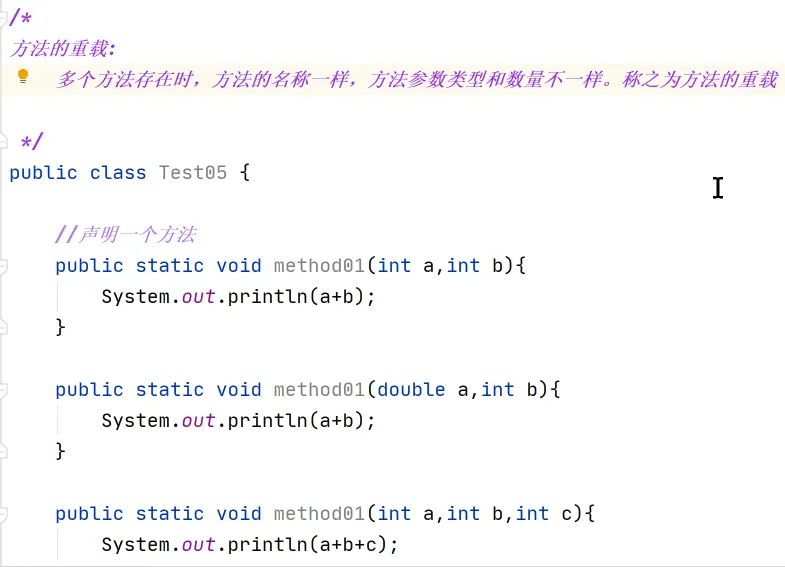 /*
方法的重载:
多个方法存在时，方法的名称一样，方法参数类型和数量不一样。称之为方法的重载
*/
public class Test05 {
//声明一个方法
public static void method01(int a,int b){
System.out.println(a+b);
}
public static void method01(double a,int b){
System.out.println(a+b);
}
public static void method01(int a,int b,int c){
System.out.println(a+b+c);